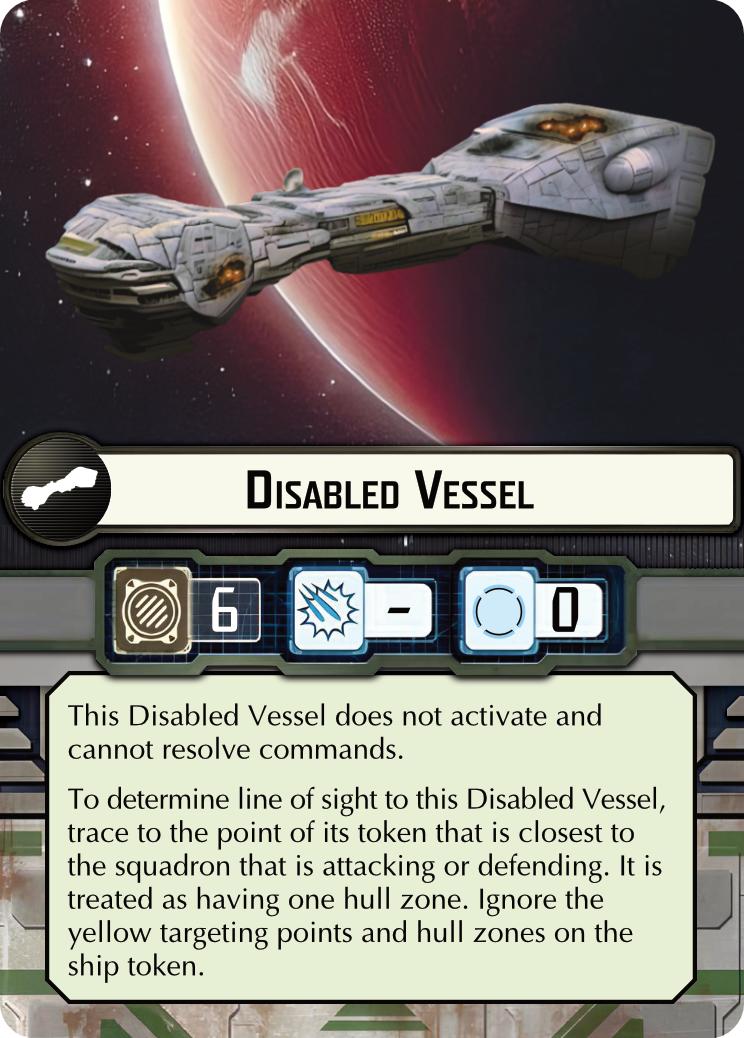 Disabled Vessel
6 - 0
This Disabled Vessel does not activate and
cannot resolve commands.
To determine line of sight to this Disabled Vessel,
trace to the point of its token that is closest to
the squadron that is attacking or defending. It is
treated as having one hull zone. Ignore the
yellow targeting points and hull zones on the
ship token.